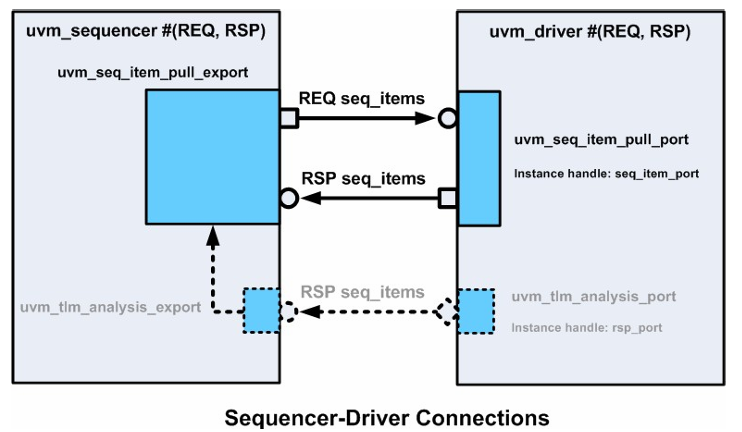 uvm_sequencer #(REQ, RSP)
uvm_driver #(REQ, RSP)
uvm_seq_item_pull_export
REQ seq_items
uvm_seq_item_pull_port
Instance handle: seq_item_port
RSP seq_items
uvm_tlm_analysis_export
RSP seq_items
uvm_tlm_analysis_port
Instance handle: rsp_port
Sequencer-Driver Connections